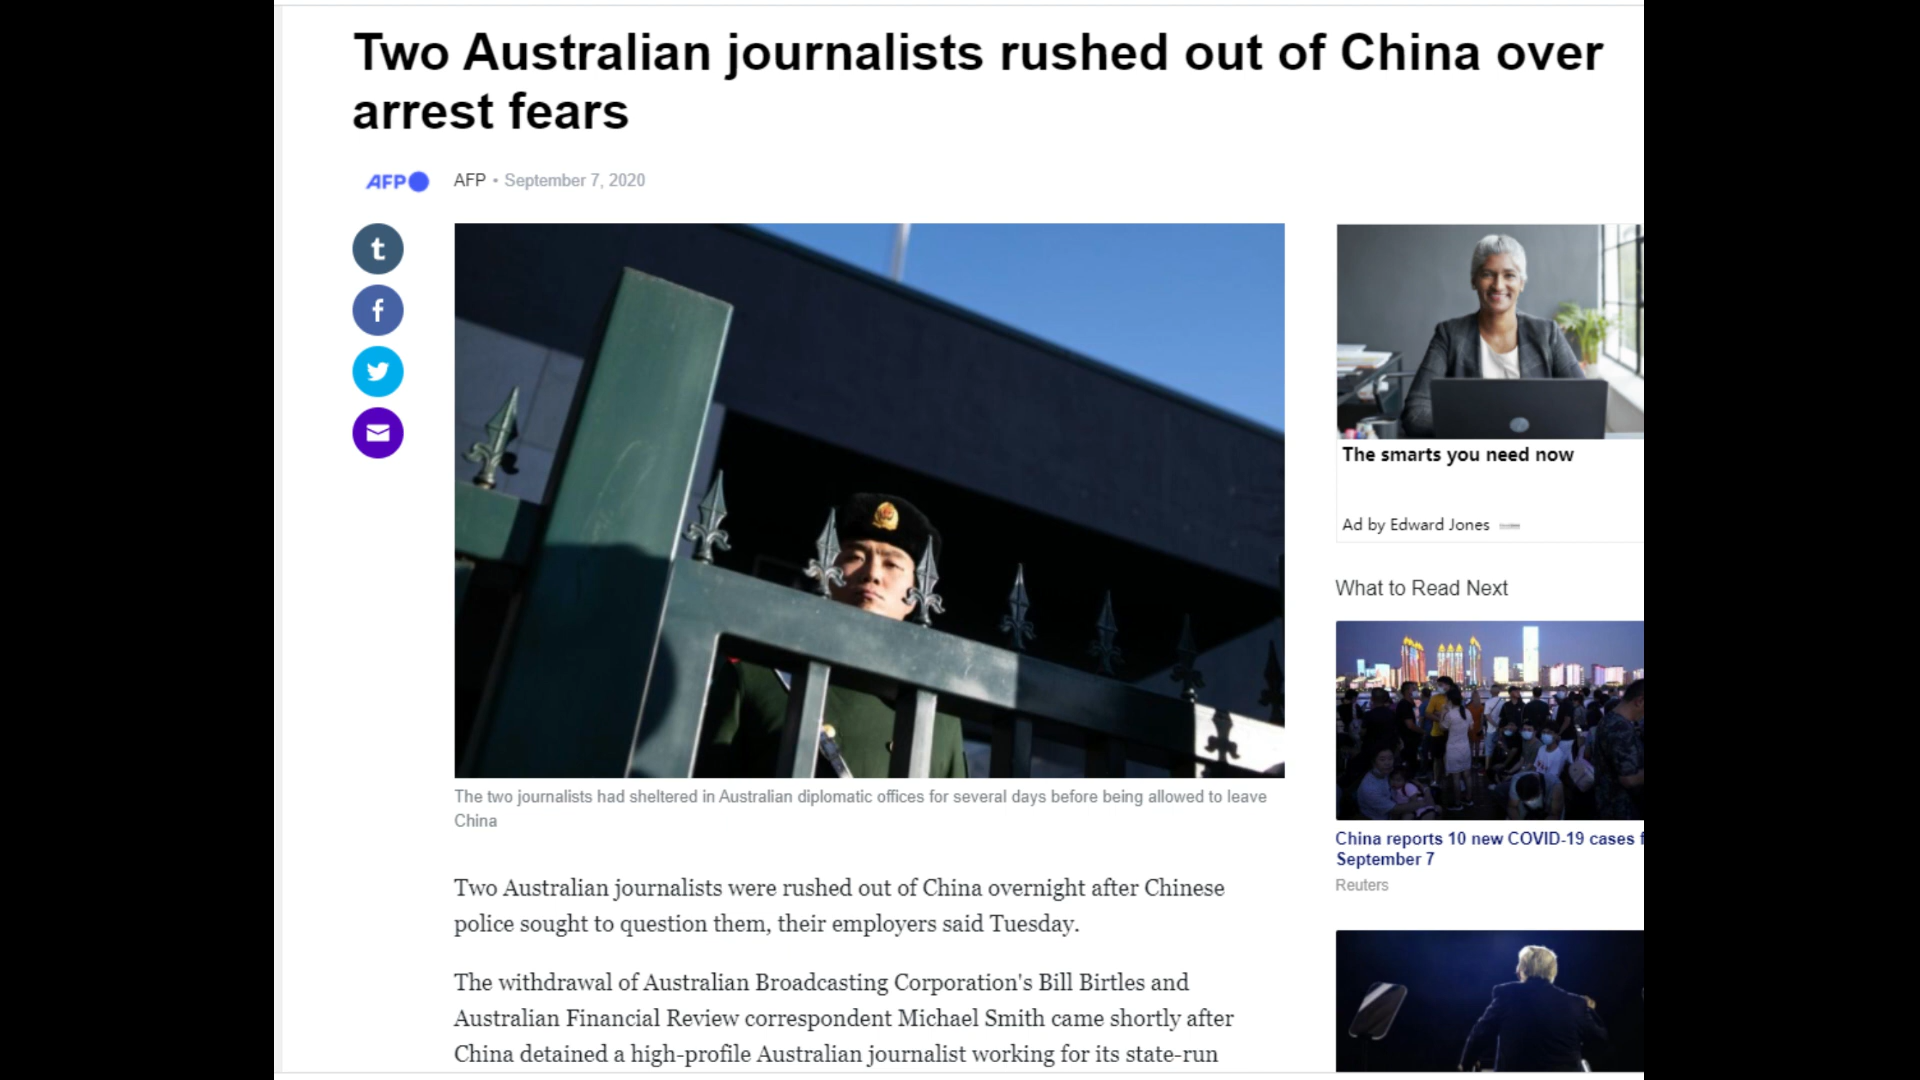 Two Australian journalists rushed out of China over
arrest fears
AFP
AFP • September 7, 2020
t
f
The two journalists had sheltered in Australian diplomatic offices for several days before being allowed to leave
China
Two Australian journalists were rushed out of China overnight after Chinese
police sought to question them, their employers said Tuesday.
The withdrawal of Australian Broadcasting Corporation's Bill Birtles and
Australian Financial Review correspondent Michael Smith came shortly after
China detained a high-profile Australian journalist working for its state-run
The smarts you need now
Ad by Edward Jones
What to Read Next
China reports 10 new COVID-19 cases f
September 7
Reuters